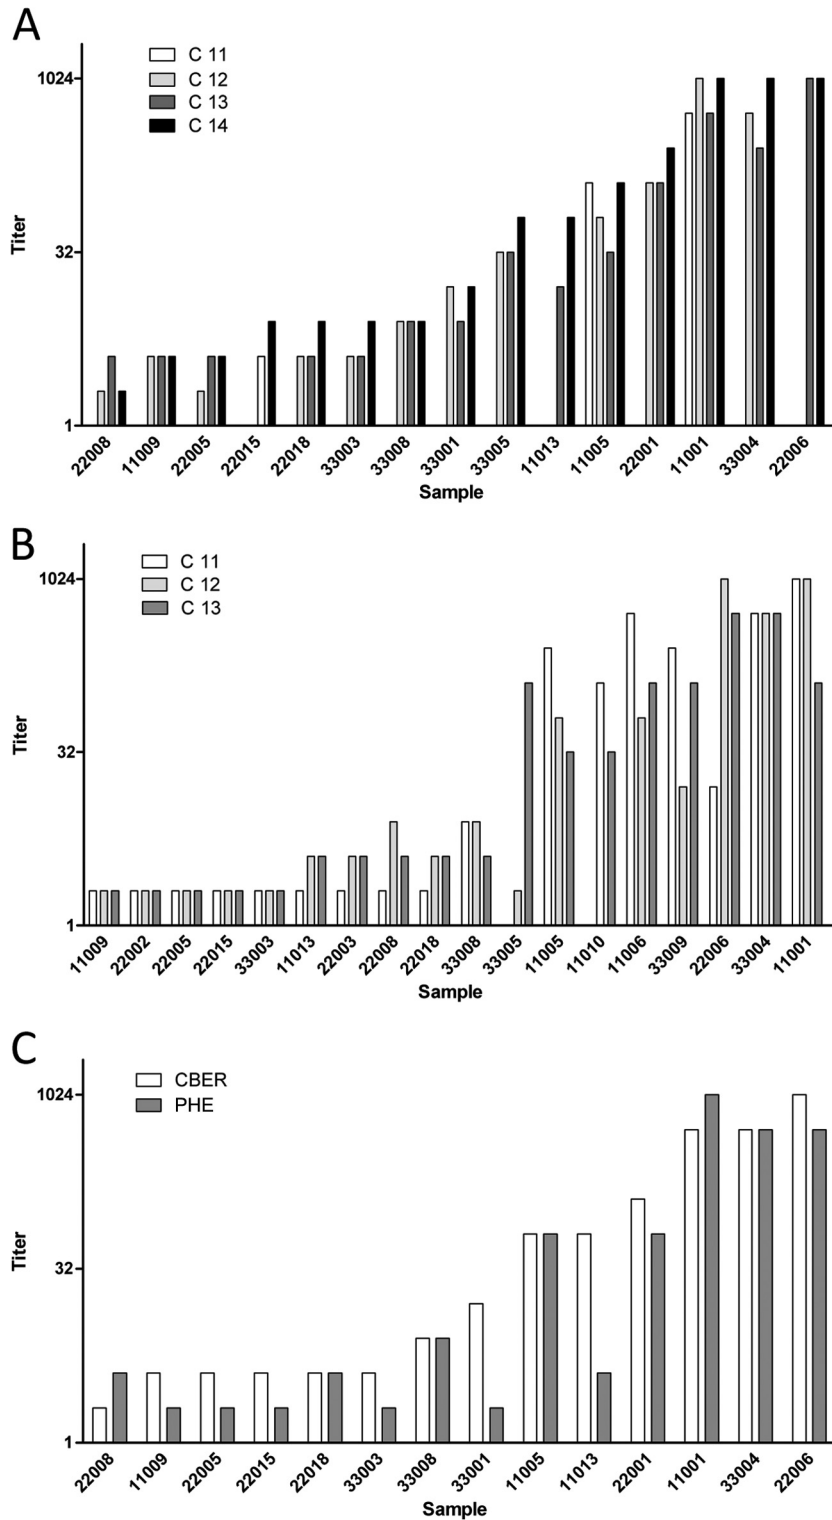 A
C 11
C 12
C 13
C 14
Titer
1024
32
1
22008 11009 22005 22015 22018 33003 33008 33001 33005 11013 11005 22001 11001 33004 22006
Sample
B
C 11
C 12
C 13
Titer
1024
32
1
11009 22002 22005 22015 33003 11013 22003 22008 22018 33008 33005 11005 11010 11006 33009 22006 33004 11001
Sample
C
CBER
PHE
Titer
1024
32
1
22008 11009 22005 22015 22018 33003 33008 33001 11005 11013 22001 11001 33004 22006
Sample